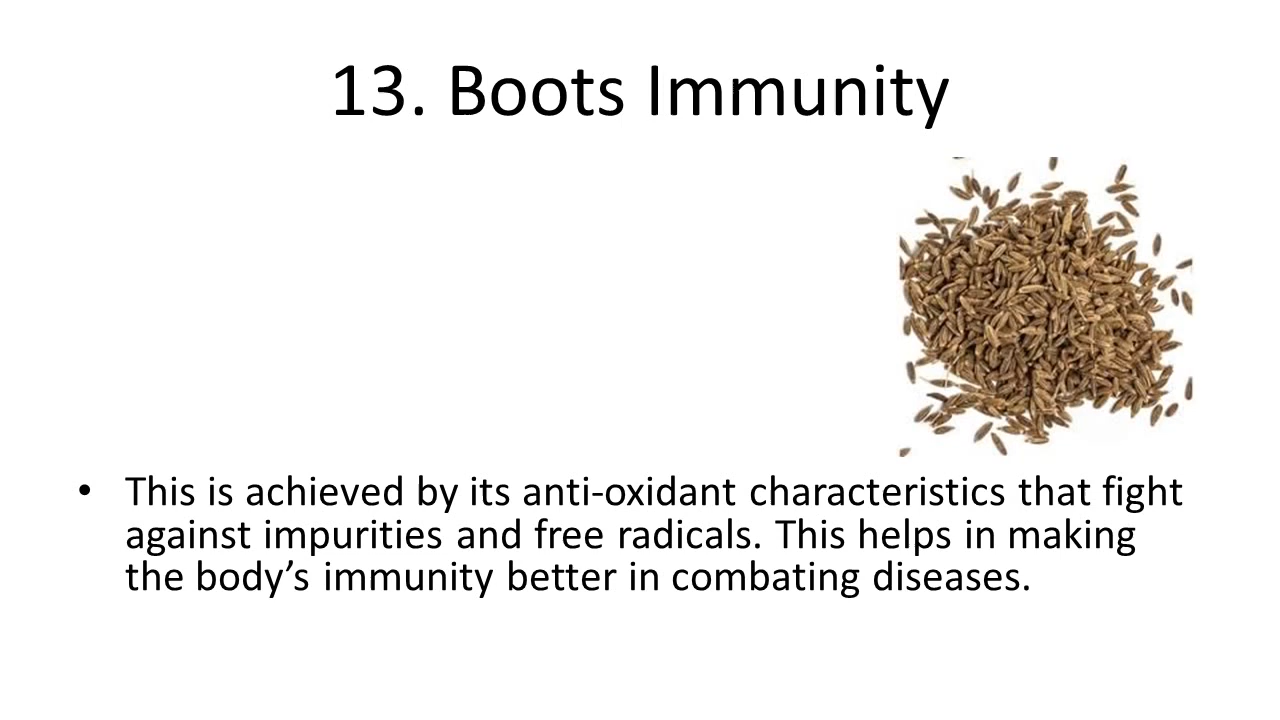 13. Boots Immunity
• This is achieved by its anti-oxidant characteristics that fight
against impurities and free radicals. This helps in making
the body’s immunity better in combating diseases.